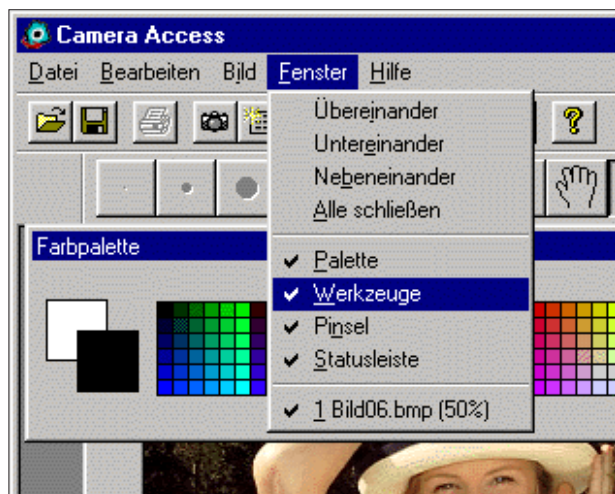 Camera Access
Datei Bearbeiten Bild Fenster Hilfe
Übereinander
Untereinander
Nebeneinander
Alle schließen
Farbpalette
Palette
Werkzeuge
Pinsel
Statusleiste
1 Bild06.bmp (50%)